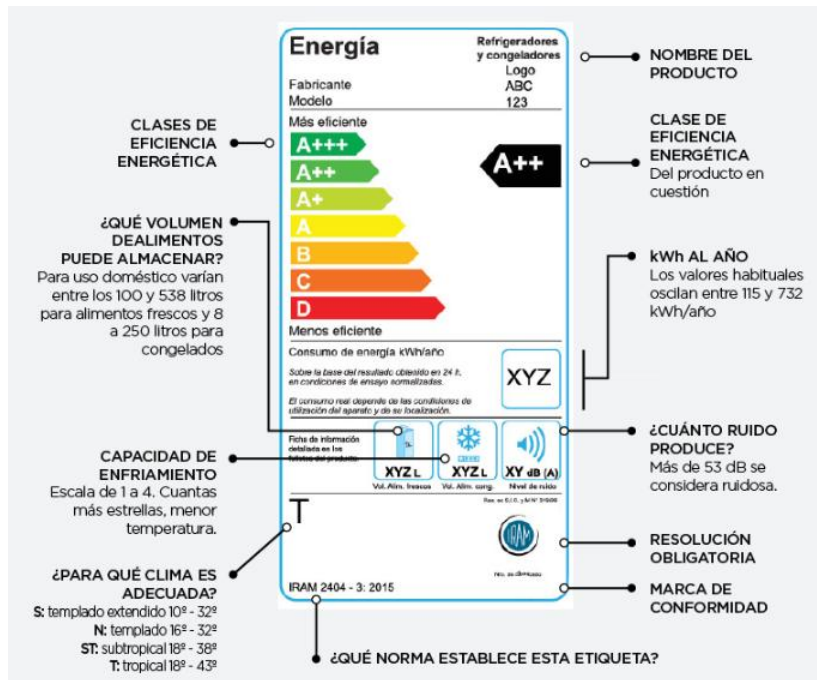 Energía
Refrigeradores
y congeladores
Logo
Fabricante
ABC
Modelo
123
Más eficiente
A+++
A++
A+
A
B
C
D
A++
Menos eficiente
Consumo de energía kWh/año
Sobre la base del resultado obtenido en 24 h.
en condiciones de ensayo normalizadas.
El consumo real depende de las condiciones de
utilización del aparato y de su localización.
XYZ
Ficha de información
detallada en los
folletos del producto.
XYZ L
XYZ L
XY dB (A)
Vol. Alim. frescos
Vol. Alim. cong.
Nivel de ruido
T
IRAM
IRAM 2404 - 3: 2015
CLASES DE
EFICIENCIA
ENERGÉTICA
¿QUÉ VOLUMEN
DEALIMENTOS
PUEDE ALMACENAR?
Para uso doméstico varían
entre los 100 y 538 litros
para alimentos frescos y 8
a 250 litros para
congelados
CAPACIDAD DE
ENFRIAMIENTO
Escala de 1 a 4. Cuantas
más estrellas, menor
temperatura.
¿PARA QUÉ CLIMA ES
ADECUADA?
S: templado extendido 10º - 32º
N: templado 16º - 32º
ST: subtropical 18º - 38º
T: tropical 18º - 43º
NOMBRE DEL
PRODUCTO
CLASE DE
EFICIENCIA
ENERGÉTICA
Del producto en
cuestión
kWh AL AÑO
Los valores habituales
oscilan entre 115 y 732
kWh/año
¿CUÁNTO RUIDO
PRODUCE?
Más de 53 dB se
considera ruidosa.
RESOLUCIÓN
OBLIGATORIA
MARCA DE
CONFORMIDAD
¿QUÉ NORMA ESTABLECE ESTA ETIQUETA?